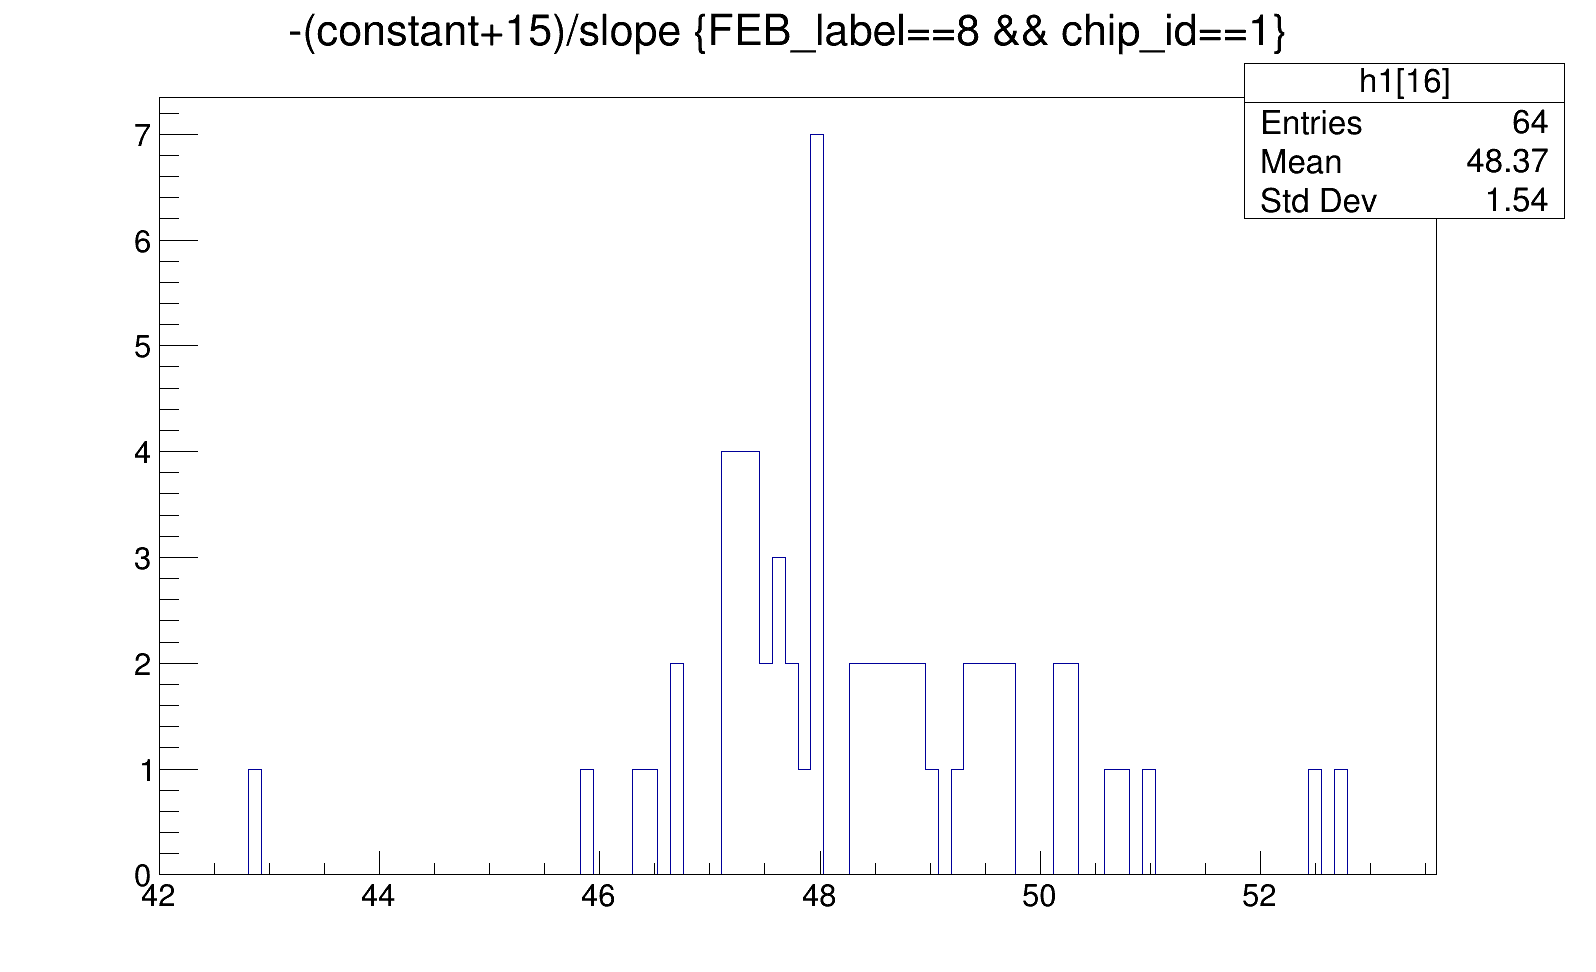 -(constant+15)/slope {FEB_label==8 && chip_id==1}
h1[16]
Entries 64
Mean 48.37
Std Dev 1.54
7
6
5
4
3
2
1
0
42 44 46 48 50 52